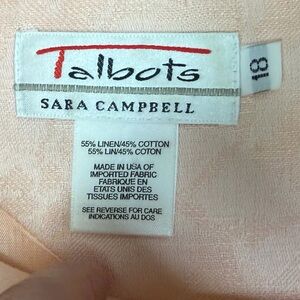 Talbots
SARA CAMPBELL
18
55% LINEN/45% COTTON
55% LIN/45% COTON
MADE IN USA OF
IMPORTED FABRIC
FABRIQUE EN
ETATS UNIS DES
TISSUES IMPORTES
SEE REVERSE FOR CARE
INDICATIONS AU DOS